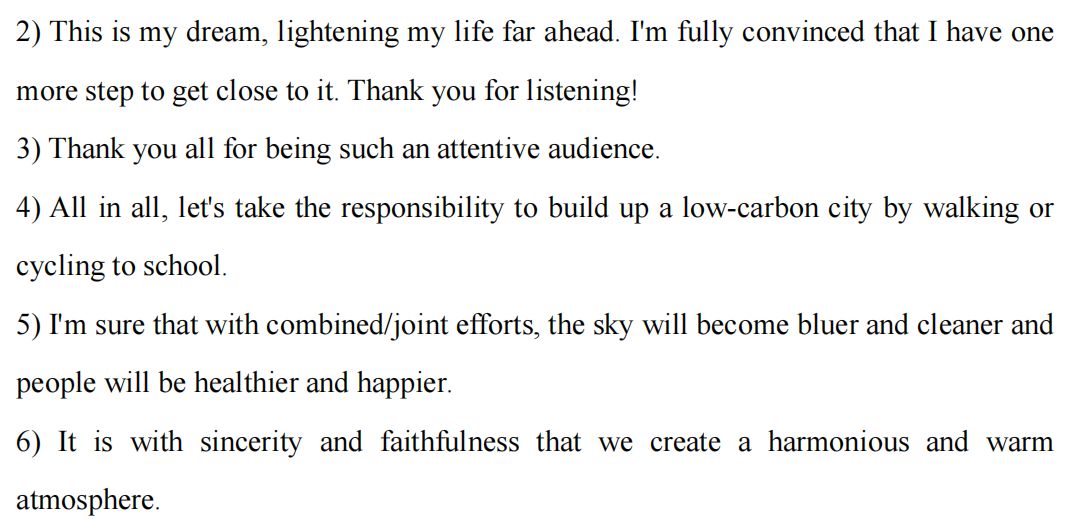 2) This is my dream, lightening my life far ahead. I'm fully convinced that I have one
more step to get close to it. Thank you for listening!
3) Thank you all for being such an attentive audience.
4) All in all, let's take the responsibility to build up a low-carbon city by walking or
cycling to school.
5) I'm sure that with combined/joint efforts, the sky will become bluer and cleaner and
people will be healthier and happier.
6) It is with sincerity and faithfulness that we create a harmonious and warm
atmosphere.